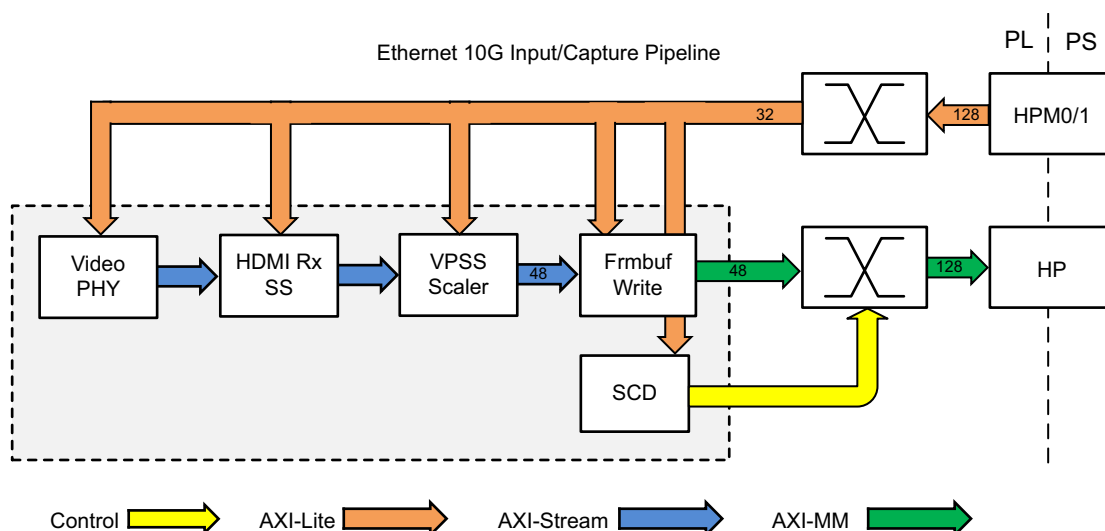 Ethernet 10G Input/Capture Pipeline
PL
PS
32
128
HPM0/1
Video
PHY
HDMI Rx
SS
VPSS
Scaler
48
Frmbuf
Write
48
128
HP
SCD
Control
AXI-Lite
AXI-Stream
AXI-MM